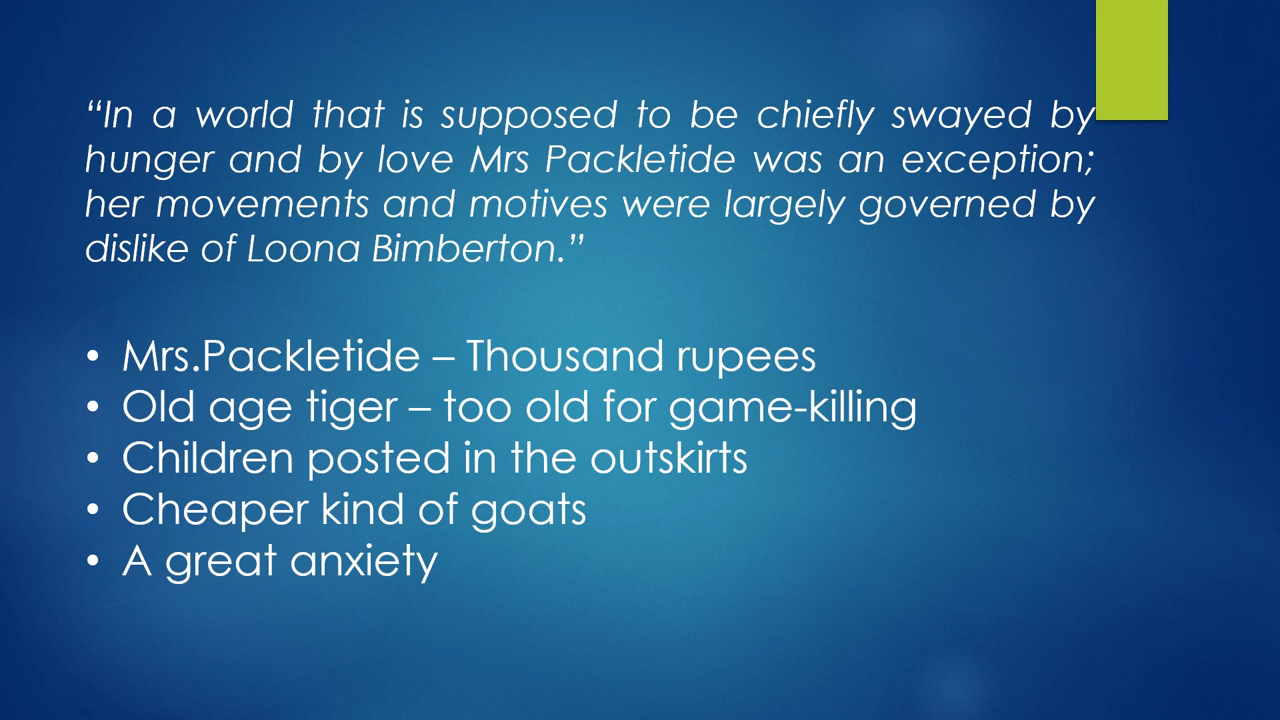 “In a world that is supposed to be chiefly swayed by
hunger and by love Mrs Packletide was an exception;
her movements and motives were largely governed by
dislike of Loona Bimberton.”
• Mrs.Packletide – Thousand rupees
• Old age tiger – too old for game-killing
• Children posted in the outskirts
• Cheaper kind of goats
• A great anxiety